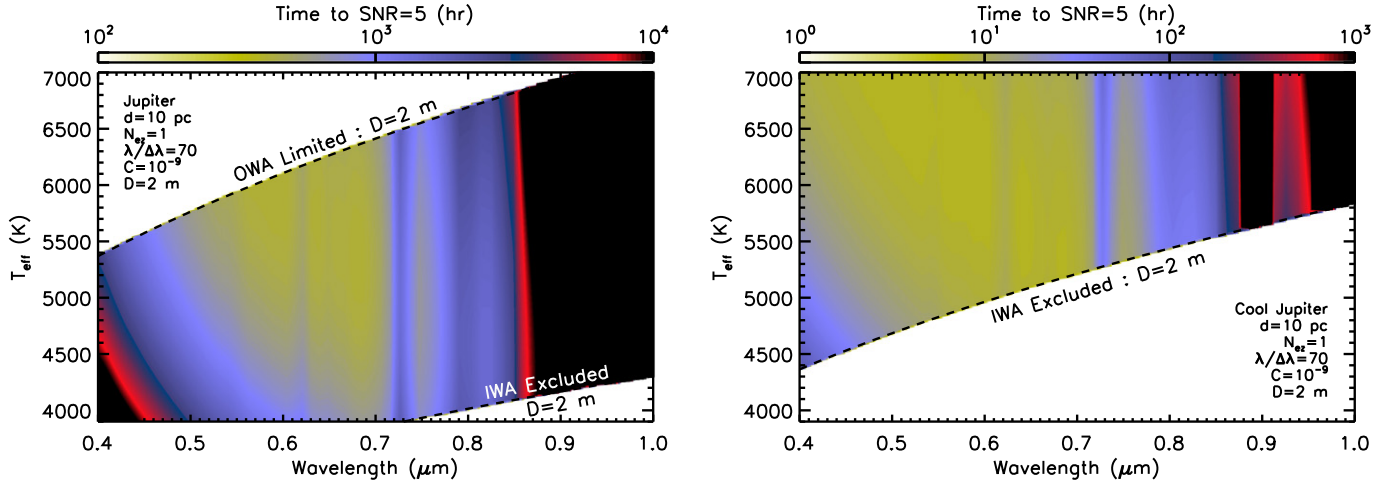 Time to SNR=5 (hr)
10² 10³ 10⁴
7000
6500
6000
5500
5000
4500
4000
T_eff (K)
Jupiter
d=10 pc
N_ez=1
λ/Δλ=70
C=10⁻⁹
D=2 m
OWA Limited : D=2 m
IWA Excluded
D=2 m
0.4 0.5 0.6 0.7 0.8 0.9 1.0
Wavelength (μm)
Time to SNR=5 (hr)
10⁰ 10¹ 10² 10³
7000
6500
6000
5500
5000
4500
4000
T_eff (K)
IWA Excluded : D=2 m
Cool Jupiter
d=10 pc
N_ez=1
λ/Δλ=70
C=10⁻⁹
D=2 m
0.4 0.5 0.6 0.7 0.8 0.9 1.0
Wavelength (μm)